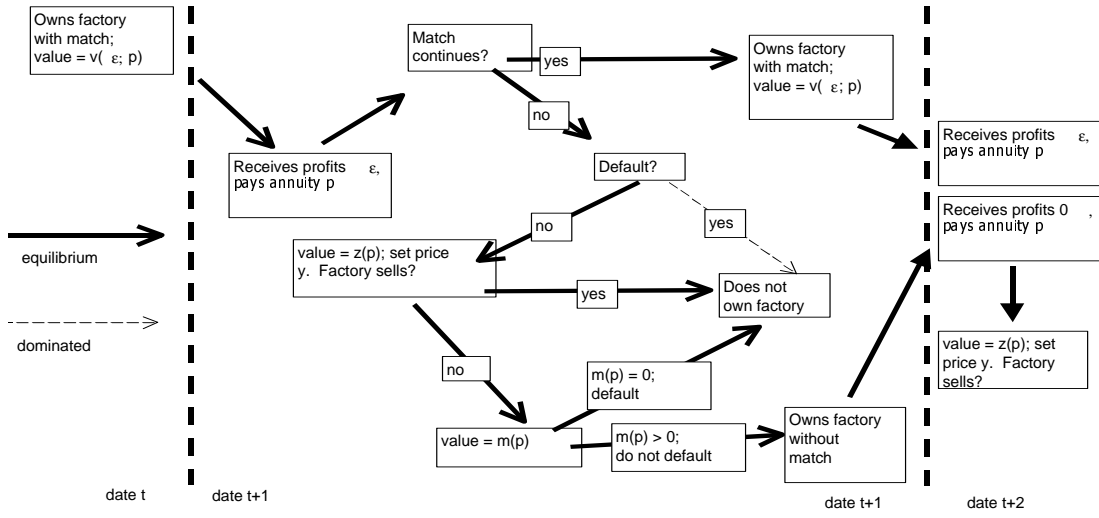 Owns factory
with match;
value = v( ε; p)
Match
continues?
yes
Owns factory
with match;
value = v( ε; p)
no
Receives profits ε,
pays annuity p
Default?
Receives profits ε,
pays annuity p
no
yes
Receives profits 0 ,
pays annuity p
equilibrium
value = z(p); set price
y. Factory sells?
yes
Does not
own factory
dominated
value = z(p); set
price y. Factory
sells?
no
m(p) = 0;
default
value = m(p)
m(p) > 0;
do not default
Owns factory
without
match
date t
date t+1
date t+1
date t+2